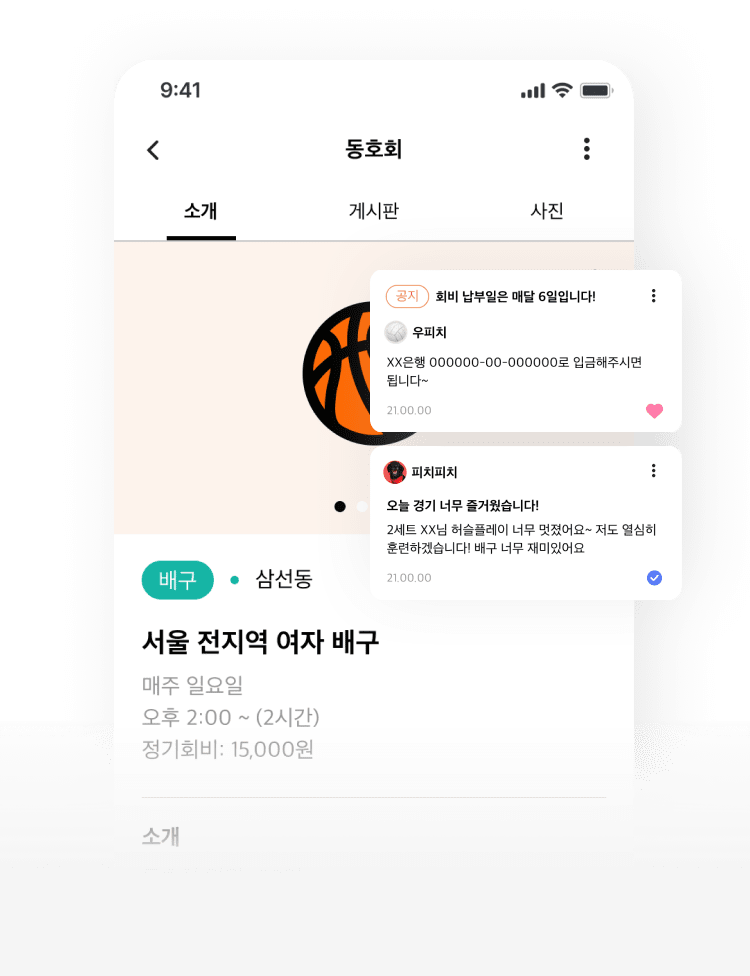 9:41
동호회
소개
게시판
사진
공지 회비 납부일은 매달 6일입니다!
우피치
XX은행 000000-00-000000로 입금해주시면
됩니다~
21.00.00
피치피치
오늘 경기 너무 즐거웠습니다!
2세트 XX님 허슬플레이 너무 멋졌어요~ 저도 열심히
훈련하겠습니다! 배구 너무 재미있어요
21.00.00
배구 • 삼선동
서울 전지역 여자 배구
매주 일요일
오후 2:00 ~ (2시간)
정기회비: 15,000원
소개